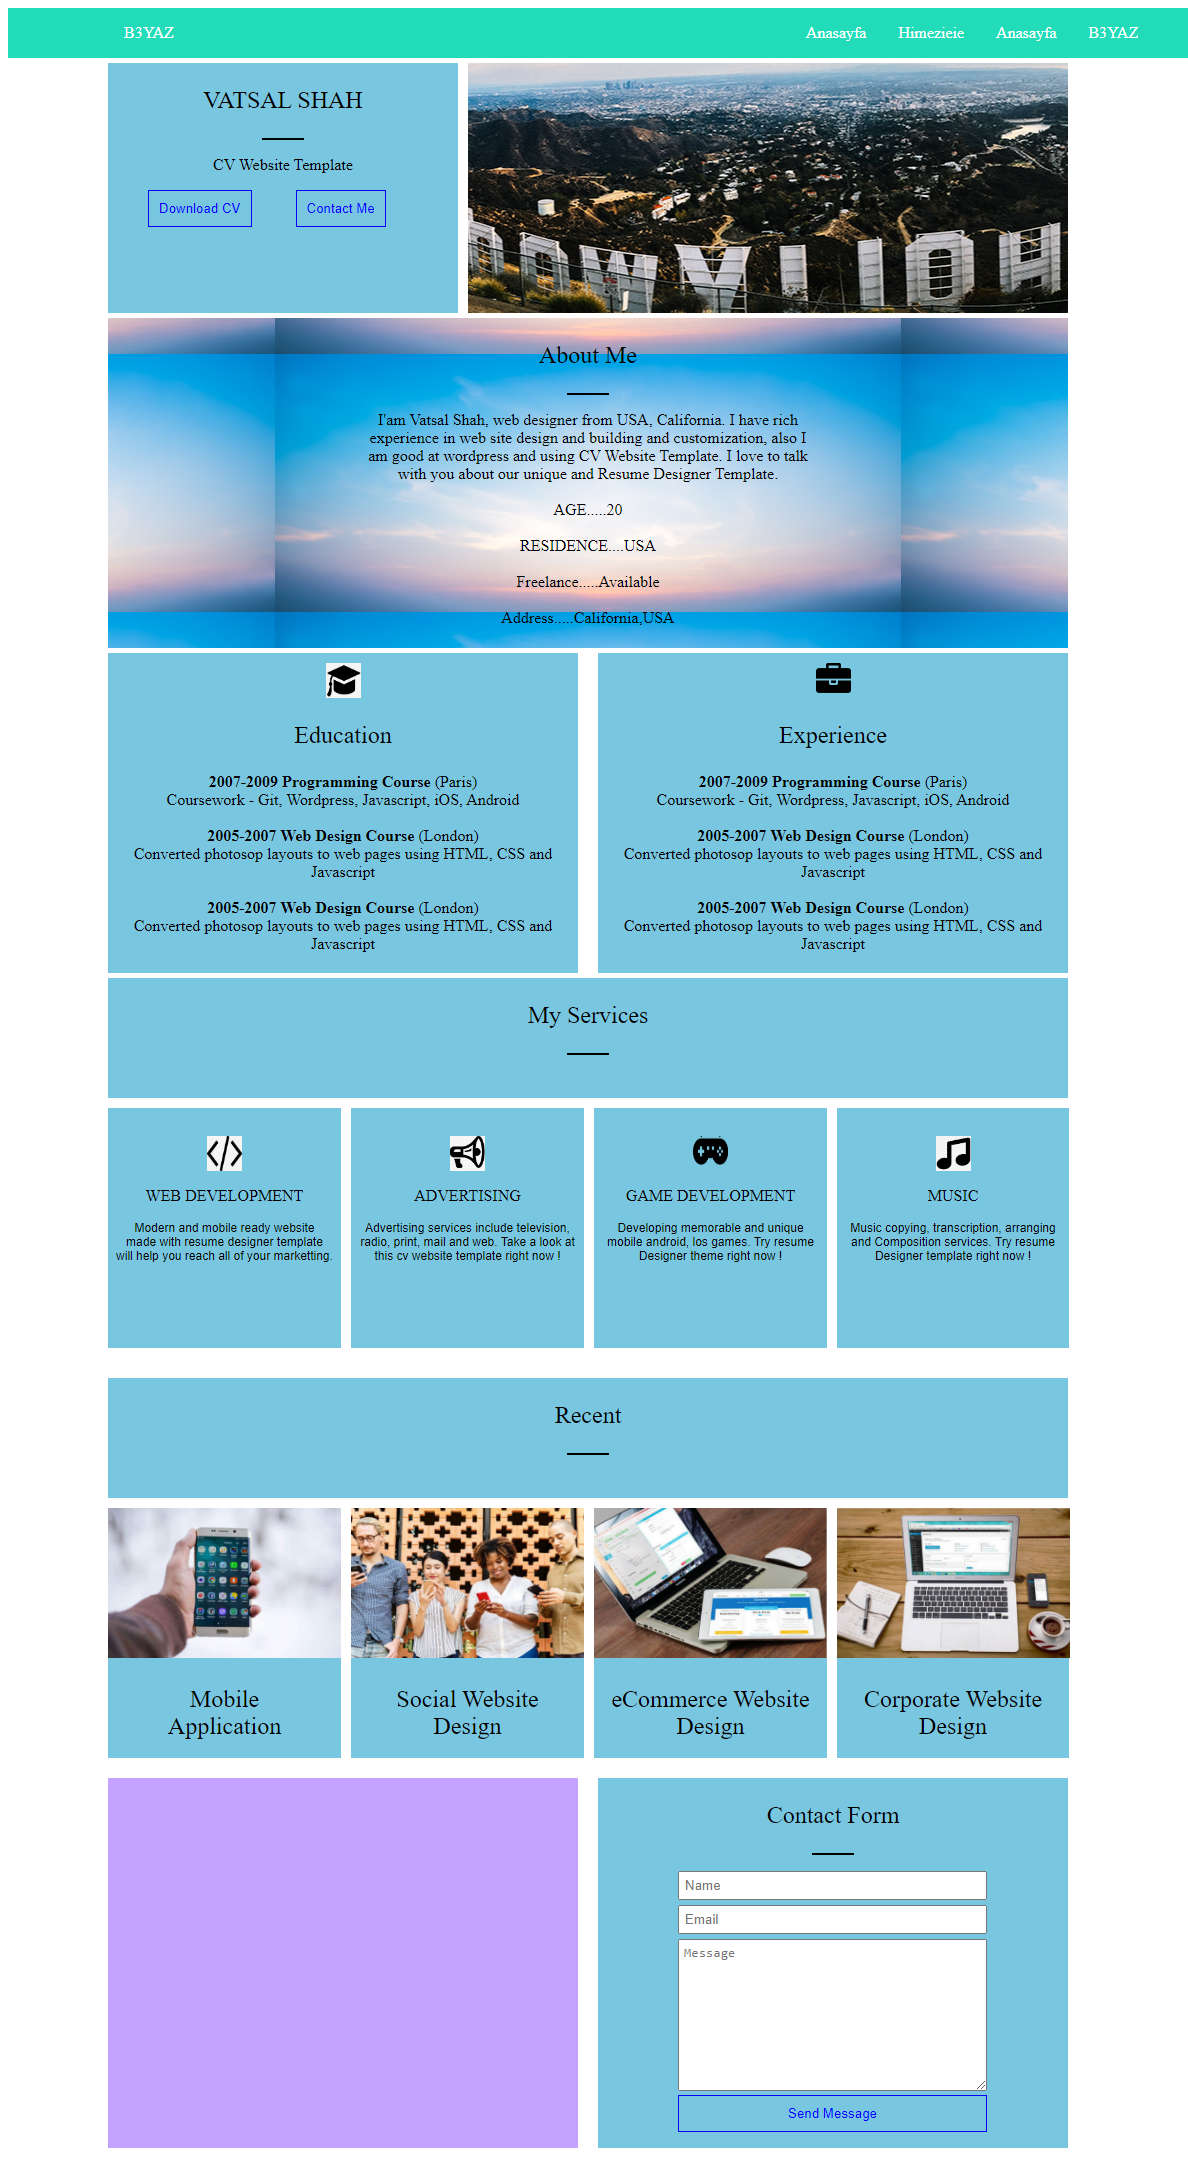 B3YAZ
Anasayfa Himezieie Anasayfa B3YAZ
VATSAL SHAH
CV Website Template
Download CV
Contact Me
HOLLYWO
About Me
I'am Vatsal Shah, web designer from USA, California. I have rich
experience in web site design and building and customization, also I
am good at wordpress and using CV Website Template. I love to talk
with you about our unique and Resume Designer Template.
AGE.....20
RESIDENCE....USA
Freelance.....Available
Address.....California,USA
Education
2007-2009 Programming Course (Paris)
Coursework - Git, Wordpress, Javascript, iOS, Android
2005-2007 Web Design Course (London)
Converted photosop layouts to web pages using HTML, CSS and
Javascript
2005-2007 Web Design Course (London)
Converted photosop layouts to web pages using HTML, CSS and
Javascript
Experience
2007-2009 Programming Course (Paris)
Coursework - Git, Wordpress, Javascript, iOS, Android
2005-2007 Web Design Course (London)
Converted photosop layouts to web pages using HTML, CSS and
Javascript
2005-2007 Web Design Course (London)
Converted photosop layouts to web pages using HTML, CSS and
Javascript
My Services
WEB DEVELOPMENT
Modern and mobile ready website
made with resume designer template
will help you reach all of your marketting.
ADVERTISING
Advertising services include television,
radio, print, mail and web. Take a look at
this cv website template right now !
GAME DEVELOPMENT
Developing memorable and unique
mobile android, los games. Try resume
Designer theme right now !
MUSIC
Music copying, transcription, arranging
and Composition services. Try resume
Designer template right now !
Recent
Mobile
Application
Social Website
Design
eCommerce Website
Design
Corporate Website
Design
Contact Form
Name
Email
Message
Send Message